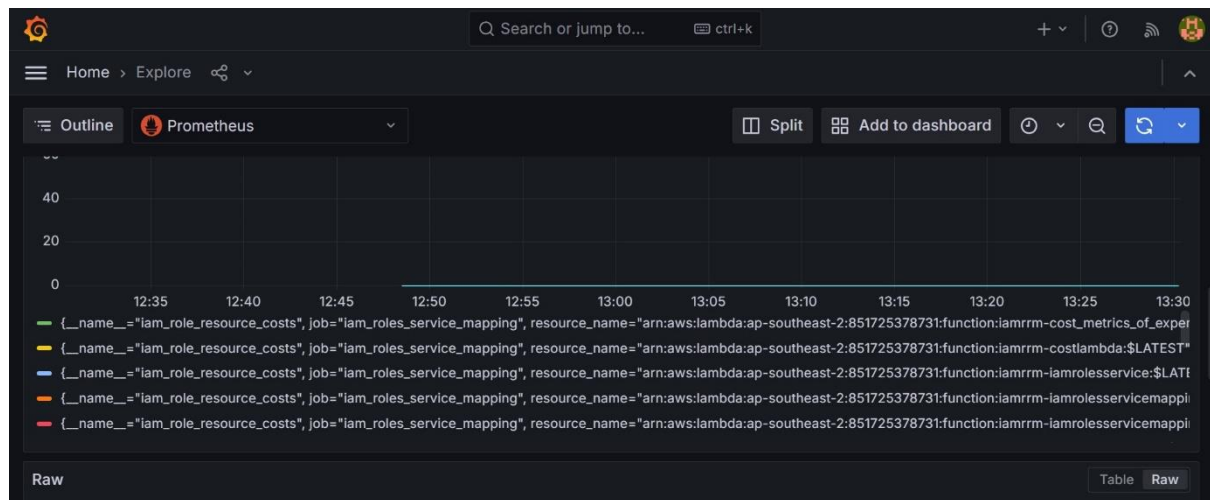 Search or jump to... ctrl+k
Home > Explore
Outline Prometheus Split Add to dashboard
40
20
0
12:35 12:40 12:45 12:50 12:55 13:00 13:05 13:10 13:15 13:20 13:25 13:30
{__name__="iam_role_resource_costs", job="iam_roles_service_mapping", resource_name="arn:aws:lambda:ap-southeast-2:851725378731:function:iamrrm-cost_metrics_of_exper
{__name__="iam_role_resource_costs", job="iam_roles_service_mapping", resource_name="arn:aws:lambda:ap-southeast-2:851725378731:function:iamrrm-costlambda:$LATEST"
{__name__="iam_role_resource_costs", job="iam_roles_service_mapping", resource_name="arn:aws:lambda:ap-southeast-2:851725378731:function:iamrrm-iamrolesservice:$LATE
{__name__="iam_role_resource_costs", job="iam_roles_service_mapping", resource_name="arn:aws:lambda:ap-southeast-2:851725378731:function:iamrrm-iamrolesservicemappi
{__name__="iam_role_resource_costs", job="iam_roles_service_mapping", resource_name="arn:aws:lambda:ap-southeast-2:851725378731:function:iamrrm-iamrolesservicemappi
Raw Table Raw